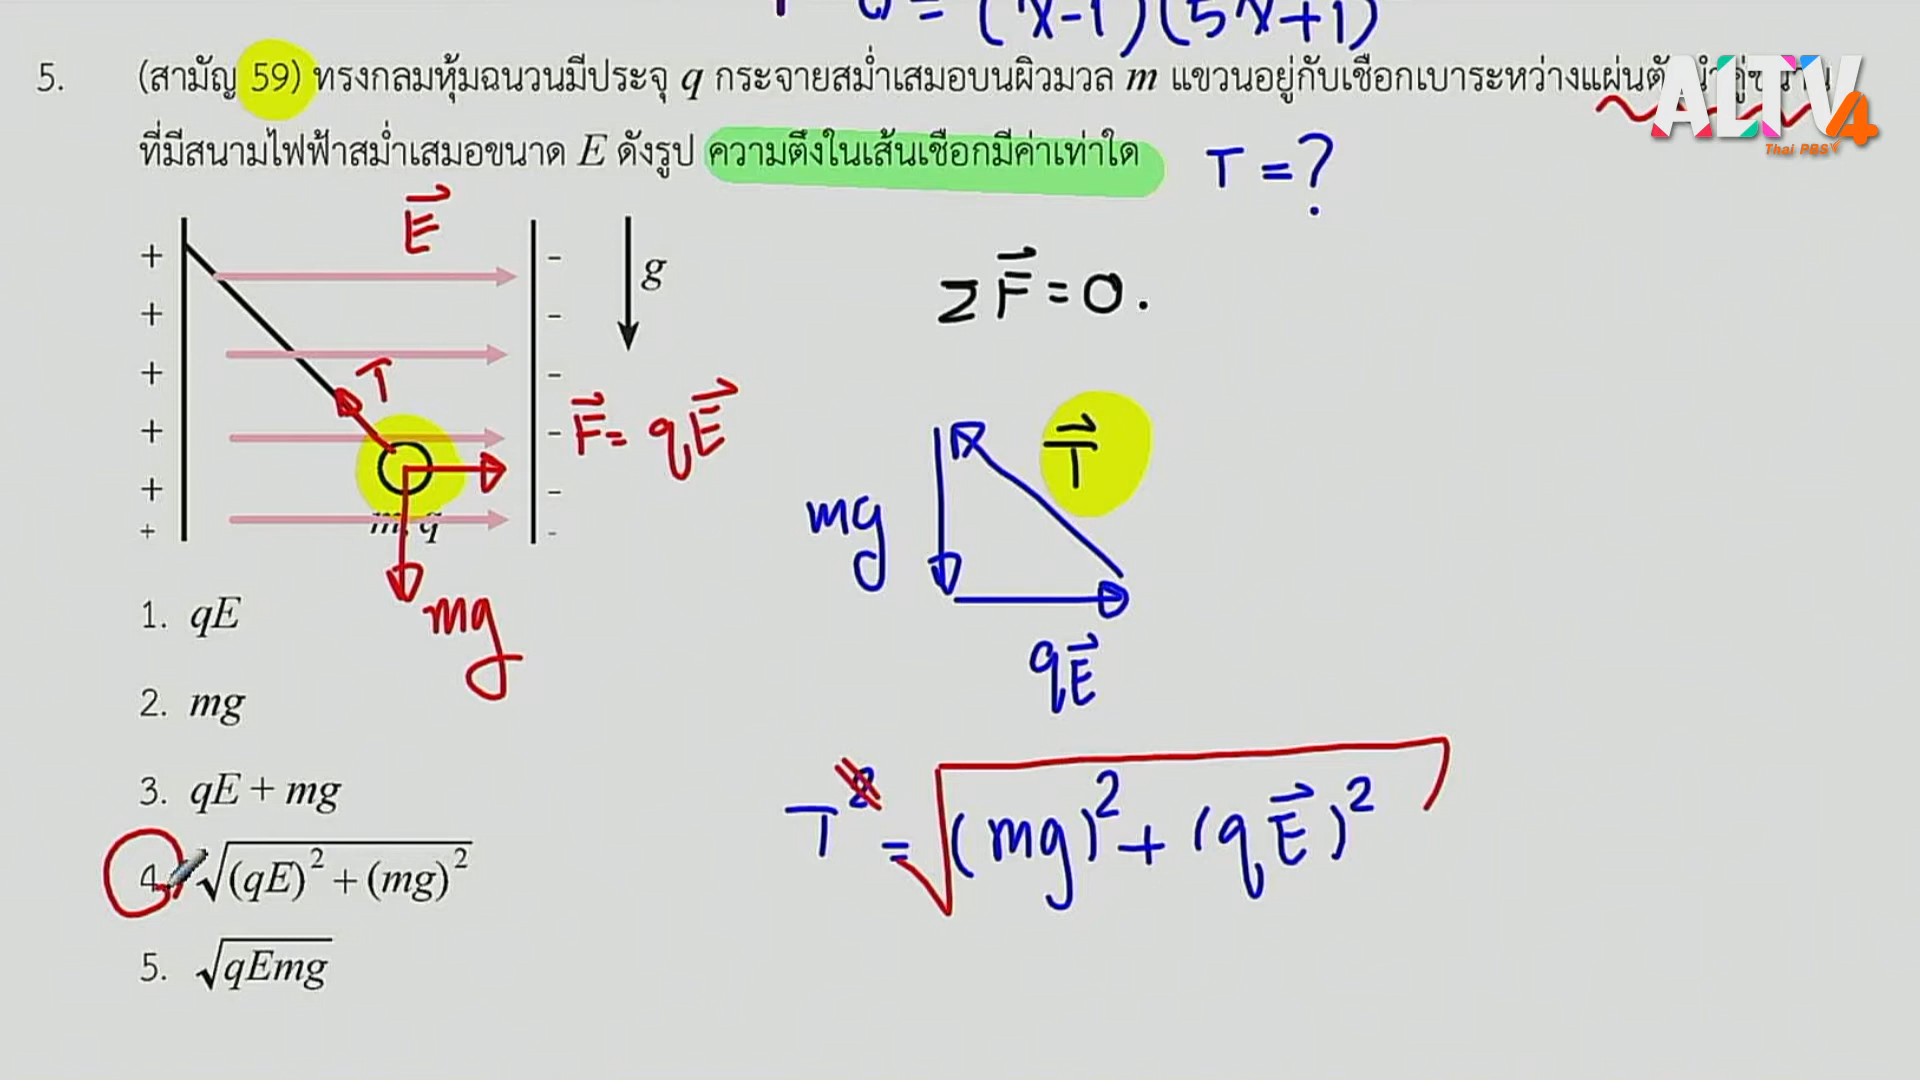 = (x-1)(5x+1)
5. (สามัญ 59) ทรงกลมหุ้มฉนวนมีประจุ q กระจายสม่ำเสมอบนผิวมวล m แขวนอยู่กับเชือกเบาระหว่างแผ่นตัวนำคู่ขนาน
ที่มีสนามไฟฟ้าสม่ำเสมอขนาด E ดังรูป ความตึงในเส้นเชือกมีค่าเท่าใด T = ?
ALTV 4
Thai PBS
E
g
ΣF = 0.
+ + + + + +
- - - - - -
T
F = qE
m, q
mg
T
mg
qE
1. qE
2. mg
3. qE + mg
4. √(qE)² + (mg)²
5. √qEmg
T² = √(mg)² + (qE)²